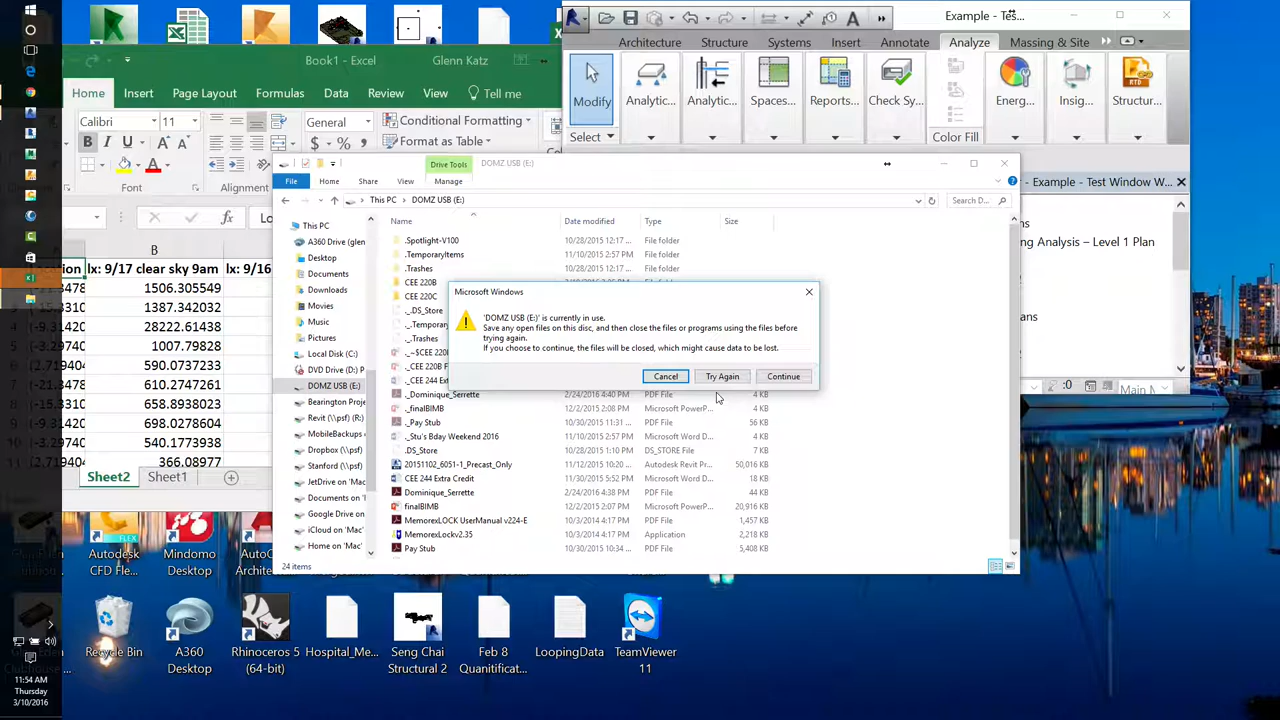 Book1 - Excel
Glenn Katz
Home
Insert
Page Layout
Formulas
Data
Review
View
Tell me
Calibri
11
General
Conditional Formatting
Format as Table
B I U
$ %
Font
Alignment
fx
B
Ix: 9/17 clear sky 9am
Ix: 9/16
1506.305549
1387.93
1007.79828
28222.61438
590.0737233
610.2747261
658.8938023
698.0278604
540.1773938
366.08977
Sheet2
Sheet1
Example - Tes...
Architecture
Structure
Systems
Insert
Annotate
Analyze
Massing & Site
Modify
Analytic...
Analytic...
Spaces...
Reports...
Check Sy...
Energ...
Insig...
Structur...
Select
Color Fill
- Example - Test Window W...
ing Analysis – Level 1 Plan
:0
Main M
Drive Tools
DOMZ USB (E:)
File
Home
Share
View
Manage
This PC
DOMZ USB (E:)
Search D...
This PC
A360 Drive (glen
Desktop
Documents
Downloads
Movies
Music
Pictures
Local Disk (C:)
DVD Drive (D:) P
DOMZ USB (E:)
Bearington Proje
Revit (\\psf) (R:)
MobileBackups o
Dropbox (\\psf)
Stanford (\\psf) (
JetDrive on 'Mac'
Documents on '
Google Drive on
iCloud on 'Mac'
Home on 'Mac'
Name
Date modified
Type
Size
.Spotlight-V100
10/28/2015 12:17 ...
File folder
.TemporaryItems
11/10/2015 2:57 PM
File folder
.Trashes
10/28/2015 12:17 ...
File folder
CEE 220B
CEE 220C
._.DS_Store
._.Tempora
._.Trashes
._~$CEE 220
._CEE 220B F
._CEE 244 Ex
._Dominique_Serrette
2/24/2016 4:40 PM
PDF File
4 KB
._finalBIMB
12/2/2015 2:08 PM
Microsoft PowerP...
4 KB
._Pay Stub
10/30/2015 11:31 ...
PDF File
56 KB
._Stu's Bday Weekend 2016
11/10/2015 2:57 PM
Microsoft Word D...
4 KB
.DS_Store
10/28/2015 1:10 PM
DS_STORE File
7 KB
20151102_6051-1_Precast_Only
11/12/2015 10:20 ...
Autodesk Revit Pr...
50,016 KB
CEE 244 Extra Credit
11/30/2015 5:52 PM
Microsoft Word D...
18 KB
Dominique_Serrette
2/24/2016 4:38 PM
PDF File
44 KB
finalBIMB
12/2/2015 2:07 PM
Microsoft PowerP...
20,916 KB
MemorexLOCK UserManual v224-E
10/3/2014 4:17 PM
PDF File
1,457 KB
MemorexLockv2.35
10/3/2014 4:17 PM
Application
2,218 KB
Pay Stub
10/30/2015 10:34 ...
PDF File
5,408 KB
24 items
Microsoft Windows
'DOMZ USB (E:)' is currently in use.
Save any open files on this disc, and then close the files or programs using the files before
trying again.
If you choose to continue, the files will be closed, which might cause data to be lost.
Cancel
Try Again
Continue
Autodesk
CFD Fle...
Mindomo
Desktop
Recycle Bin
A360
Desktop
Rhinoceros 5
(64-bit)
Hospital_Me...
Seng Chai
Structural 2
Feb 8
Quanitificat...
LoopingData
TeamViewer
11
11:54 AM
Thursday
3/10/2016